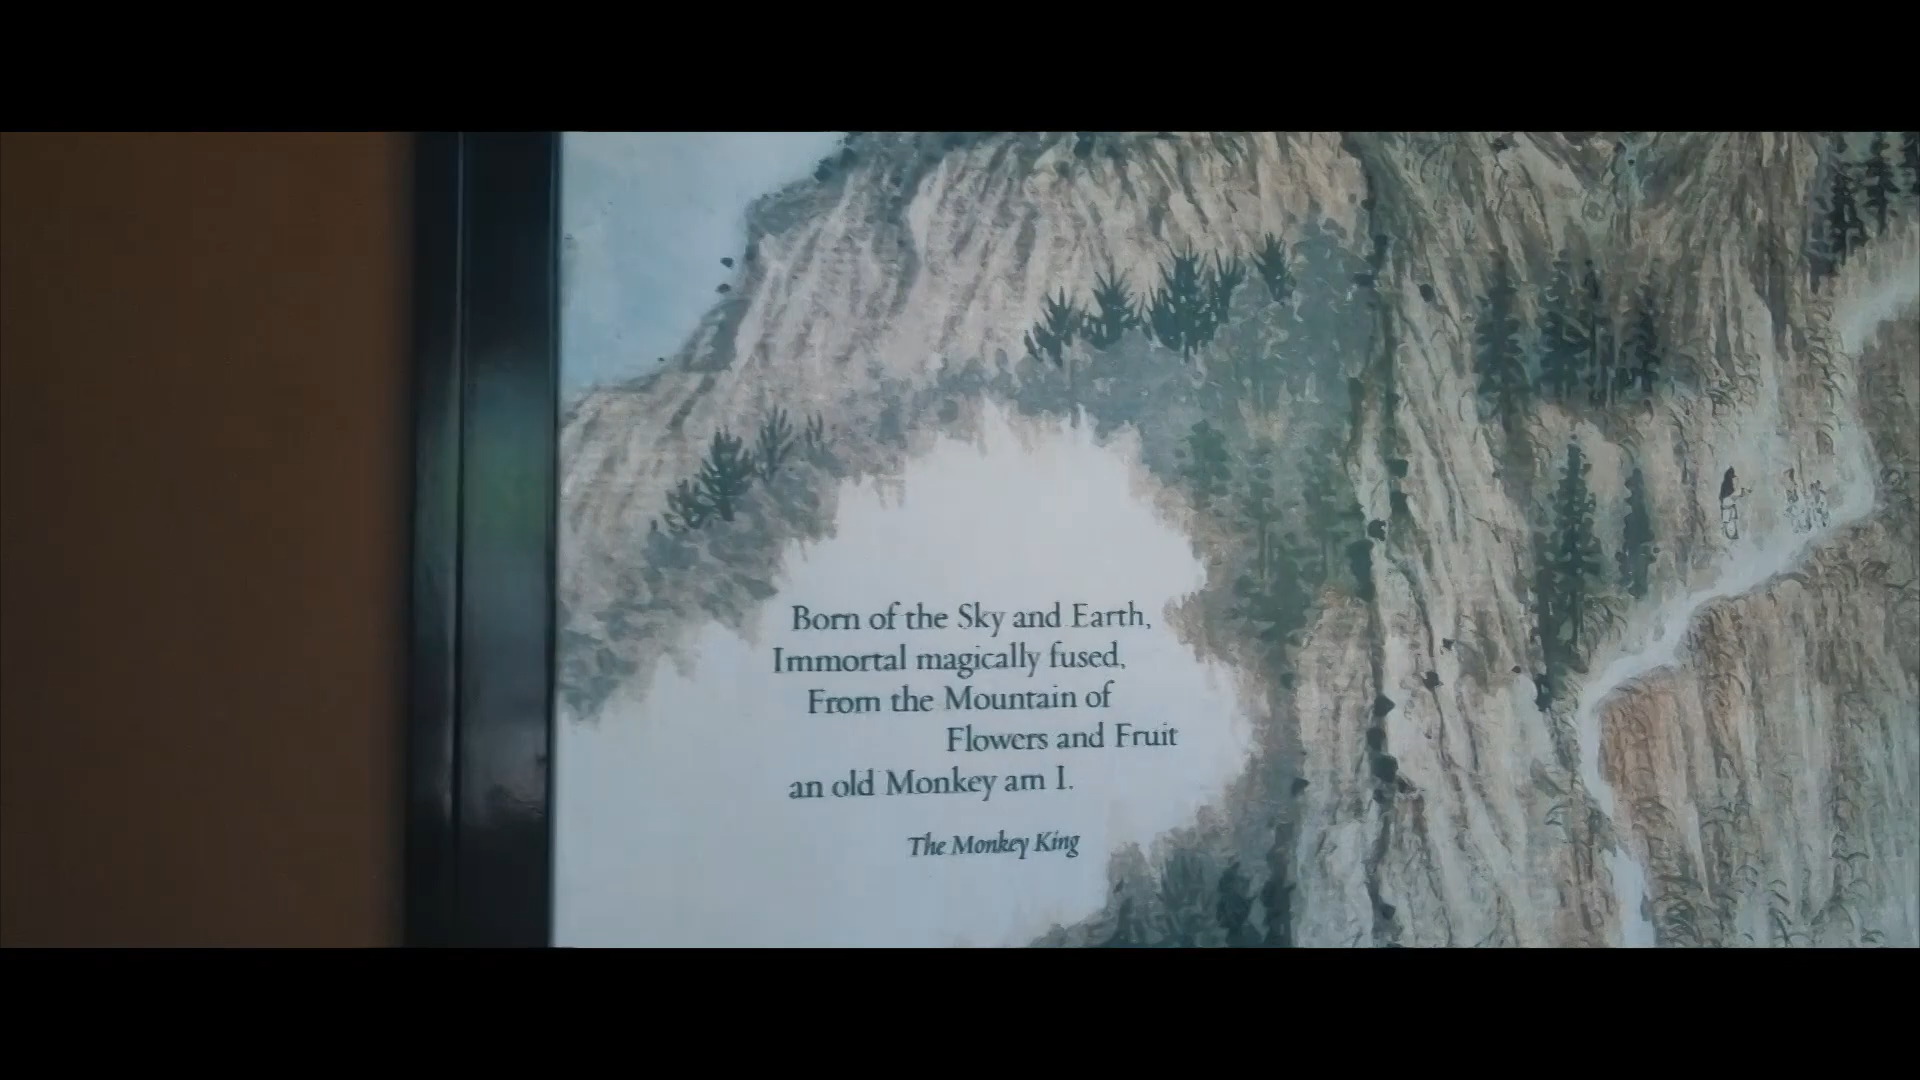 Born of the Sky and Earth,
Immortal magically fused,
From the Mountain of
Flowers and Fruit
an old Monkey am I.
The Monkey King